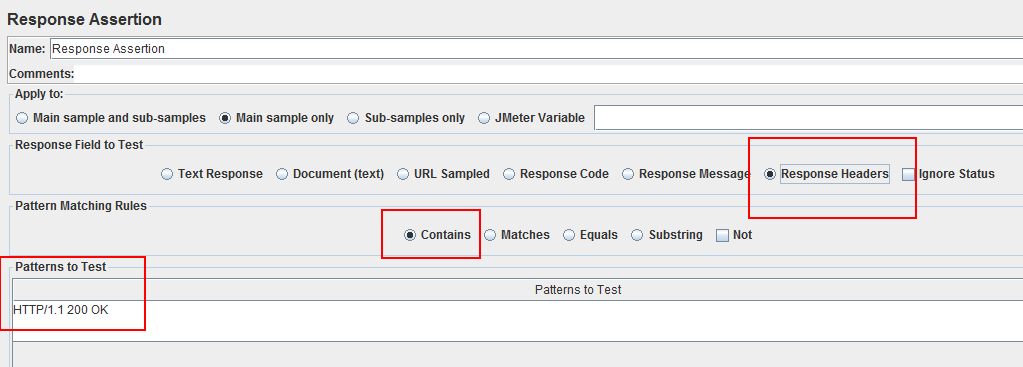 Response Assertion
Name: Response Assertion
Comments:
Apply to:
Main sample and sub-samples Main sample only Sub-samples only JMeter Variable
Response Field to Test
Text Response Document (text) URL Sampled Response Code Response Message Response Headers Ignore Status
Pattern Matching Rules
Contains Matches Equals Substring Not
Patterns to Test
Patterns to Test
HTTP/1.1 200 OK